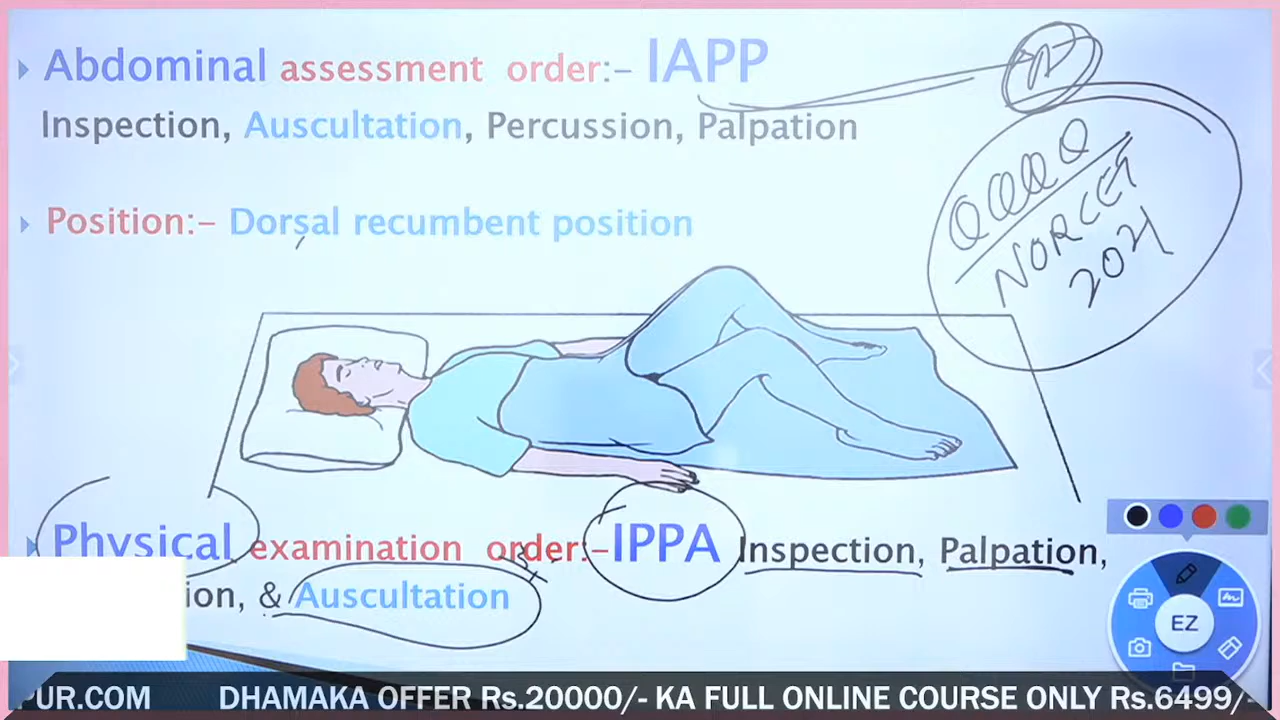 Abdominal assessment order:- IAPP
Inspection, Auscultation, Percussion, Palpation
Position:- Dorsal recumbent position
NORCET
2021
Physical examination order:- IPPA Inspection, Palpation,
ion, & Auscultation
EZ
PUR.COM DHAMAKA OFFER Rs.20000/- KA FULL ONLINE COURSE ONLY Rs.6499/-